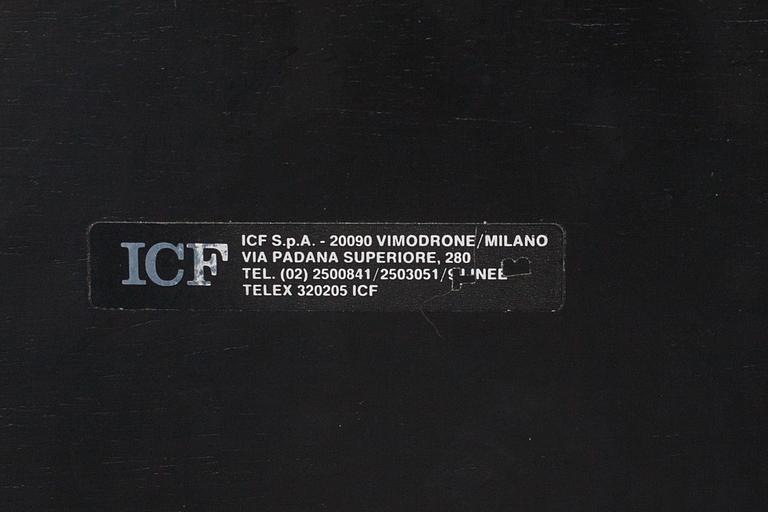 ICF
ICF S.p.A. - 20090 VIMODRONE/MILANO
VIA PADANA SUPERIORE, 280
TEL. (02) 2500841/2503051/
TELEX 320205 ICF